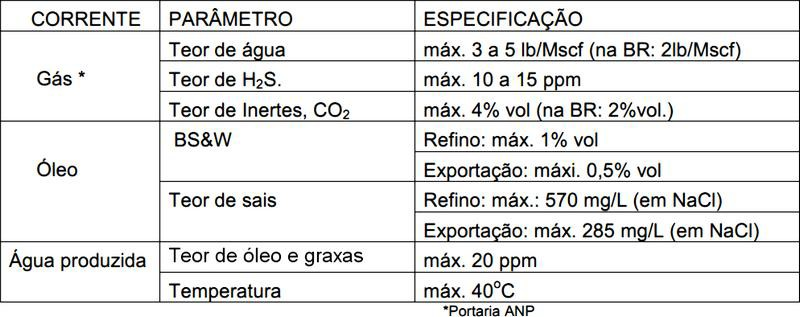 CORRENTE PARÂMETRO ESPECIFICAÇÃO
Gás * Teor de água máx. 3 a 5 lb/Mscf (na BR: 2lb/Mscf)
Teor de H₂S. máx. 10 a 15 ppm
Teor de Inertes, CO₂ máx. 4% vol (na BR: 2%vol.)
Óleo BS&W Refino: máx. 1% vol
Exportação: máxi. 0,5% vol
Teor de sais Refino: máx.: 570 mg/L (em NaCl)
Exportação: máx. 285 mg/L (em NaCl)
Água produzida Teor de óleo e graxas máx. 20 ppm
Temperatura máx. 40°C
*Portaria ANP